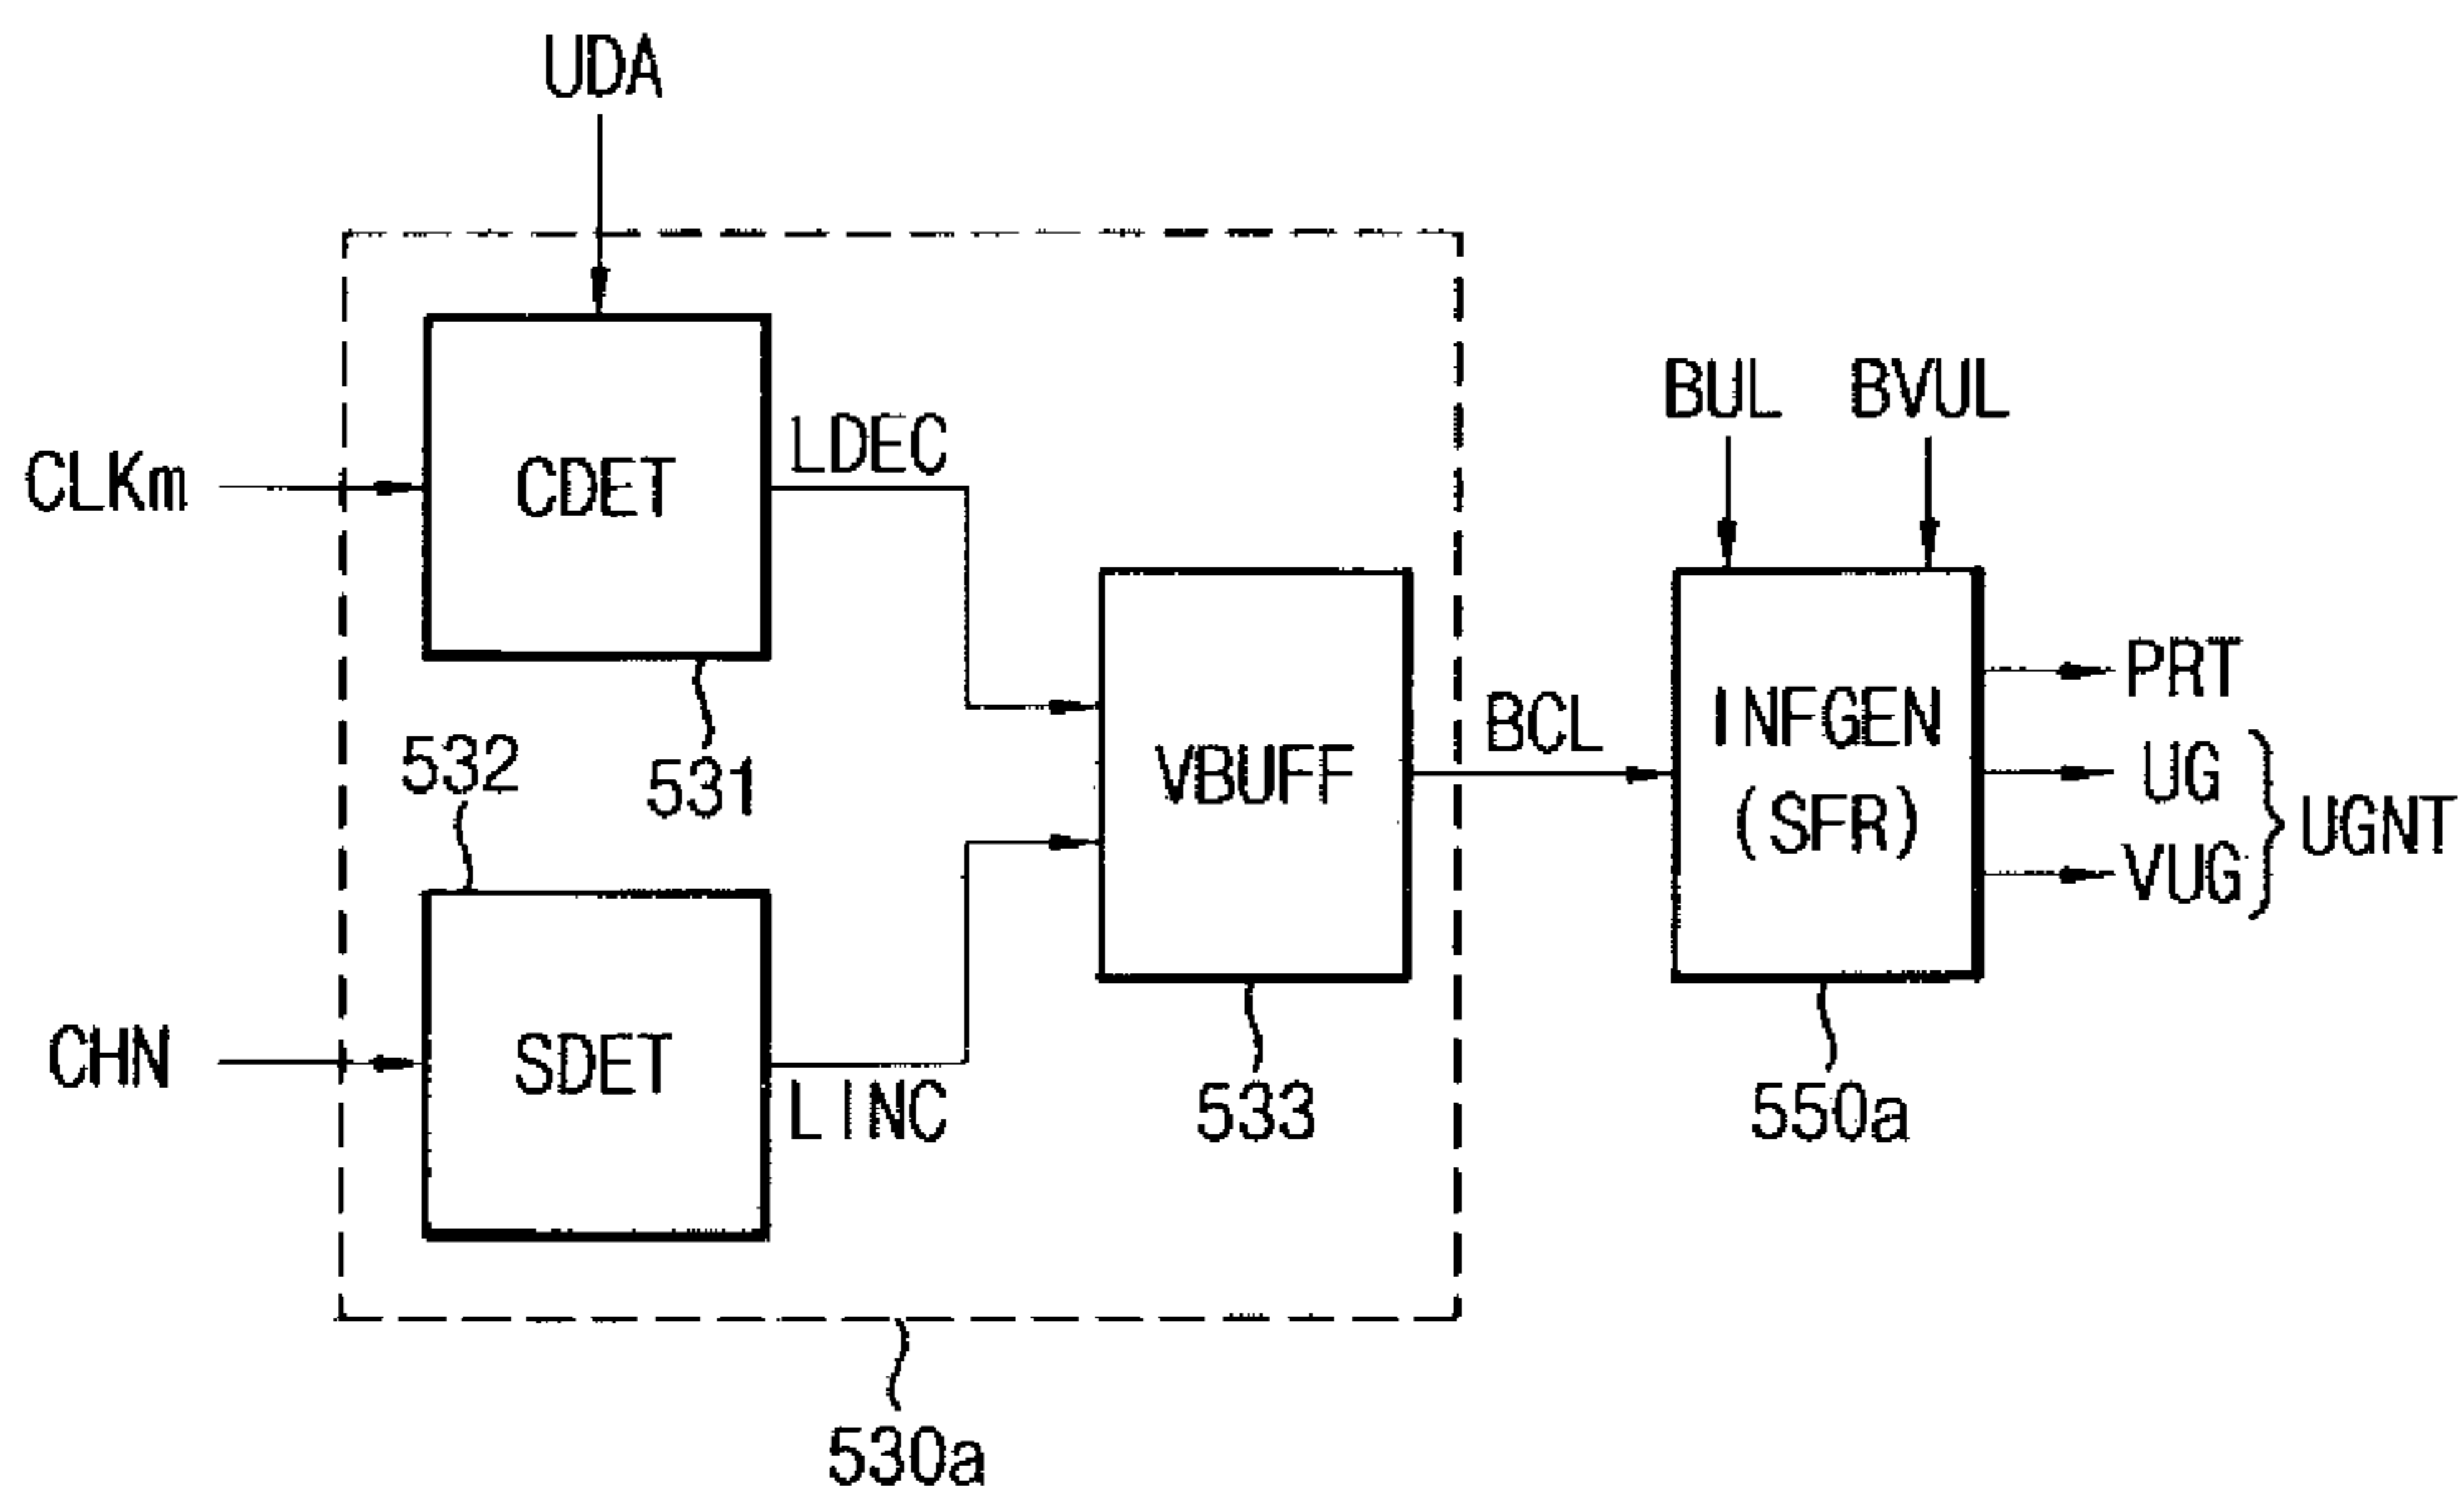 UDA
CLKm
CDET
LDEC
BUL
BVUL
532
531
VBUFF
BCL
INFGEN
(SFR)
PRT
UG
VUG
UGNT
CHN
SDET
LINC
533
550a
530a